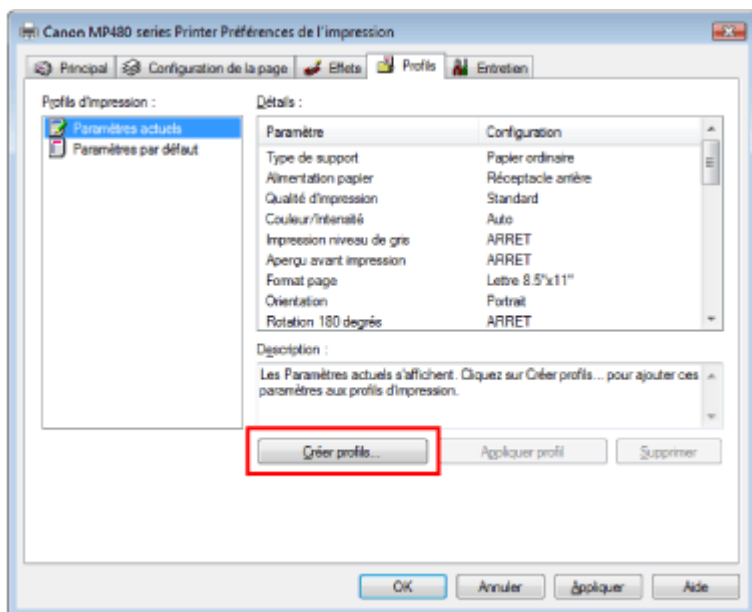 Canon MP480 series Printer Préférences de l'impression
Principal Configuration de la page Effets Profils Entretien
Profils d'impression : Détails :
Paramètres actuels
Paramètres par défaut
Paramètre Configuration
Type de support Papier ordinaire
Alimentation papier Réceptacle arrière
Qualité d'impression Standard
Couleur/Intensité Auto
Impression niveau de gris ARRET
Aperçu avant impression ARRET
Format page Lettre 8.5"x11"
Orientation Portrait
Rotation 180 degrés ARRET
Description :
Les Paramètres actuels s'affichent. Cliquez sur Créer profils... pour ajouter ces
paramètres aux profils d'impression.
Créer profils... Appliquer profil Supprimer
OK Annuler Appliquer Aide